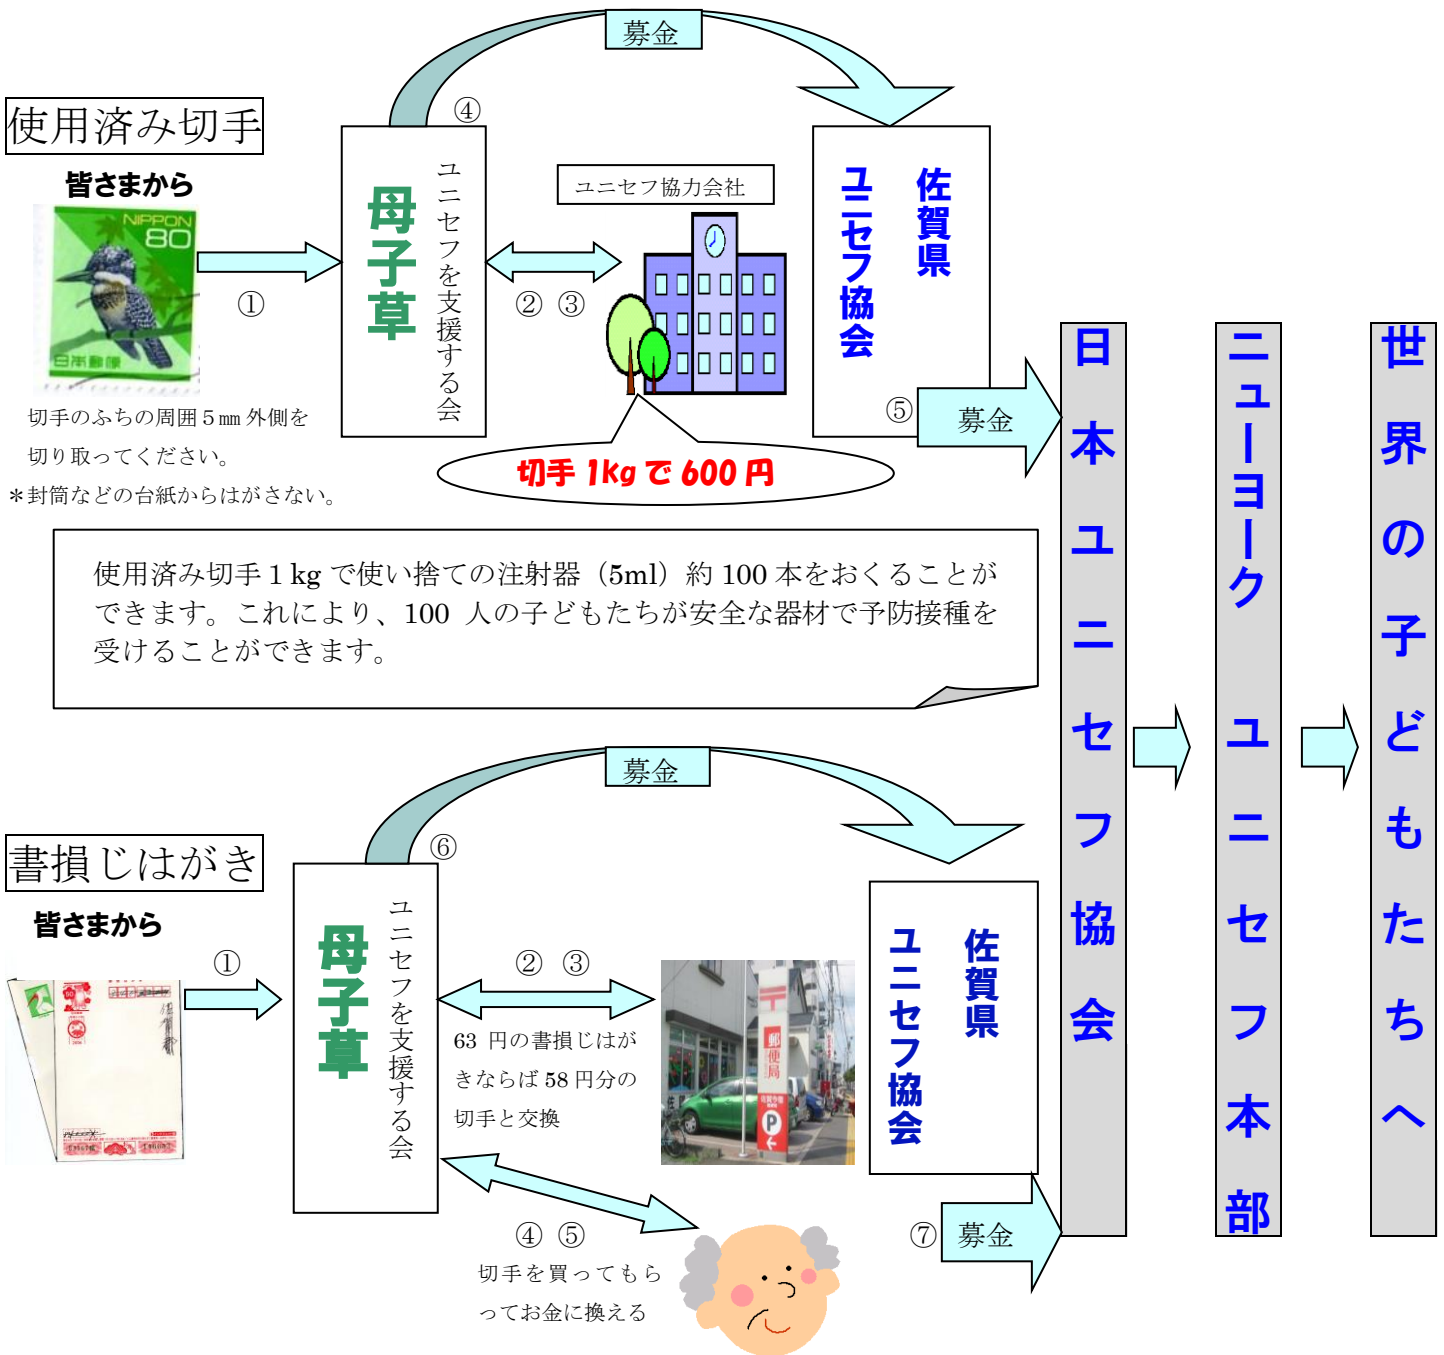 募金
使用済み切手
皆さまから
NIPPON
80
日本郵便
①
切手のふちの周囲5㎜外側を
切り取ってください。
*封筒などの台紙からはがさない。
④
ユニセフを支援する会
母子草
② ③
ユニセフ協力会社
切手 1Kg で 600 円
佐賀県
ユニセフ協会
⑤
募金
使用済み切手1kg で使い捨ての注射器(5ml)約 100 本をおくることが
できます。これにより、100 人の子どもたちが安全な器材で予防接種を
受けることができます。
募金
書損じはがき
皆さまから
①
⑥
ユニセフを支援する会
母子草
② ③
63 円の書損じはが
きならば 58 円分の
切手と交換
郵便局
P
④ ⑤
切手を買ってもら
ってお金に換える
佐賀県
ユニセフ協会
⑦
募金
日本ユニセフ協会
ニューヨーク ユニセフ本部
世界の子どもたちへ